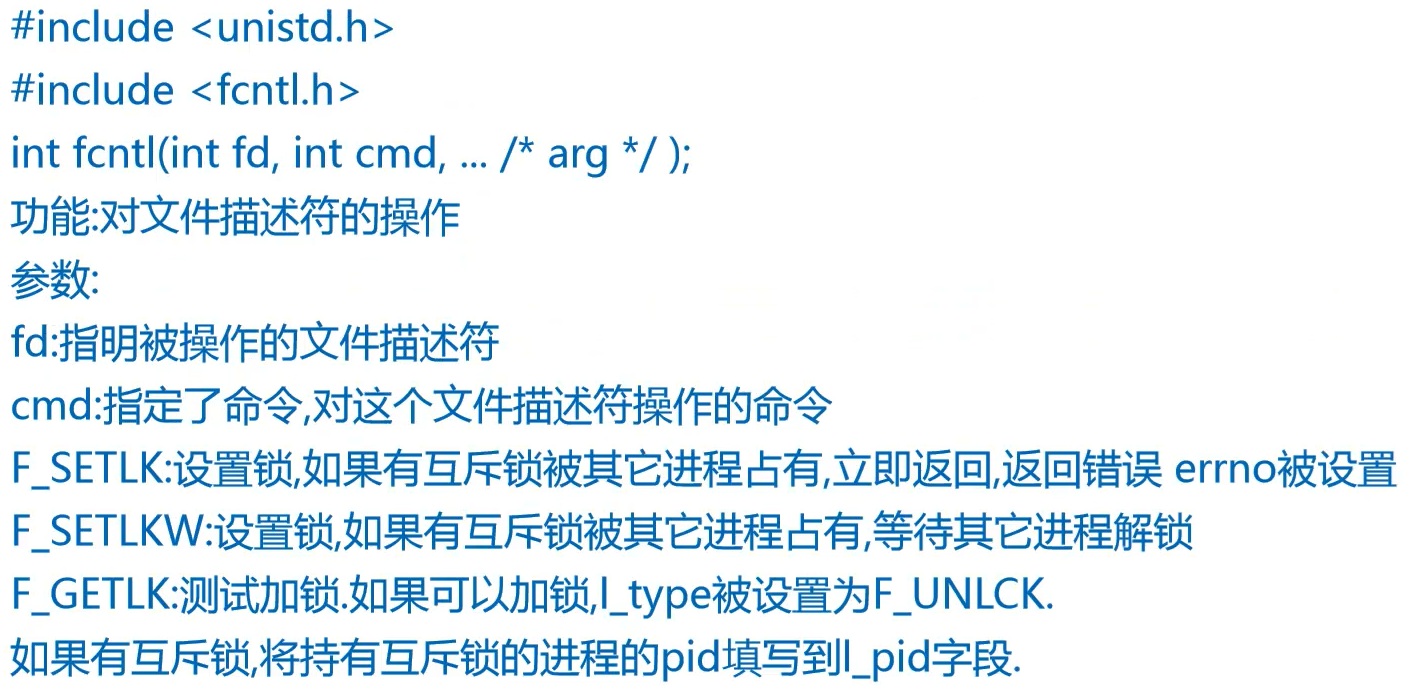 #include <unistd.h>
#include <fcntl.h>
int fcntl(int fd, int cmd, ... /* arg */ );
功能:对文件描述符的操作
参数:
fd:指明被操作的文件描述符
cmd:指定了命令,对这个文件描述符操作的命令
F_SETLK:设置锁,如果有互斥锁被其它进程占有,立即返回,返回错误 errno被设置
F_SETLKW:设置锁,如果有互斥锁被其它进程占有,等待其它进程解锁
F_GETLK:测试加锁.如果可以加锁,l_type被设置为F_UNLCK.
如果有互斥锁,将持有互斥锁的进程的pid填写到l_pid字段.